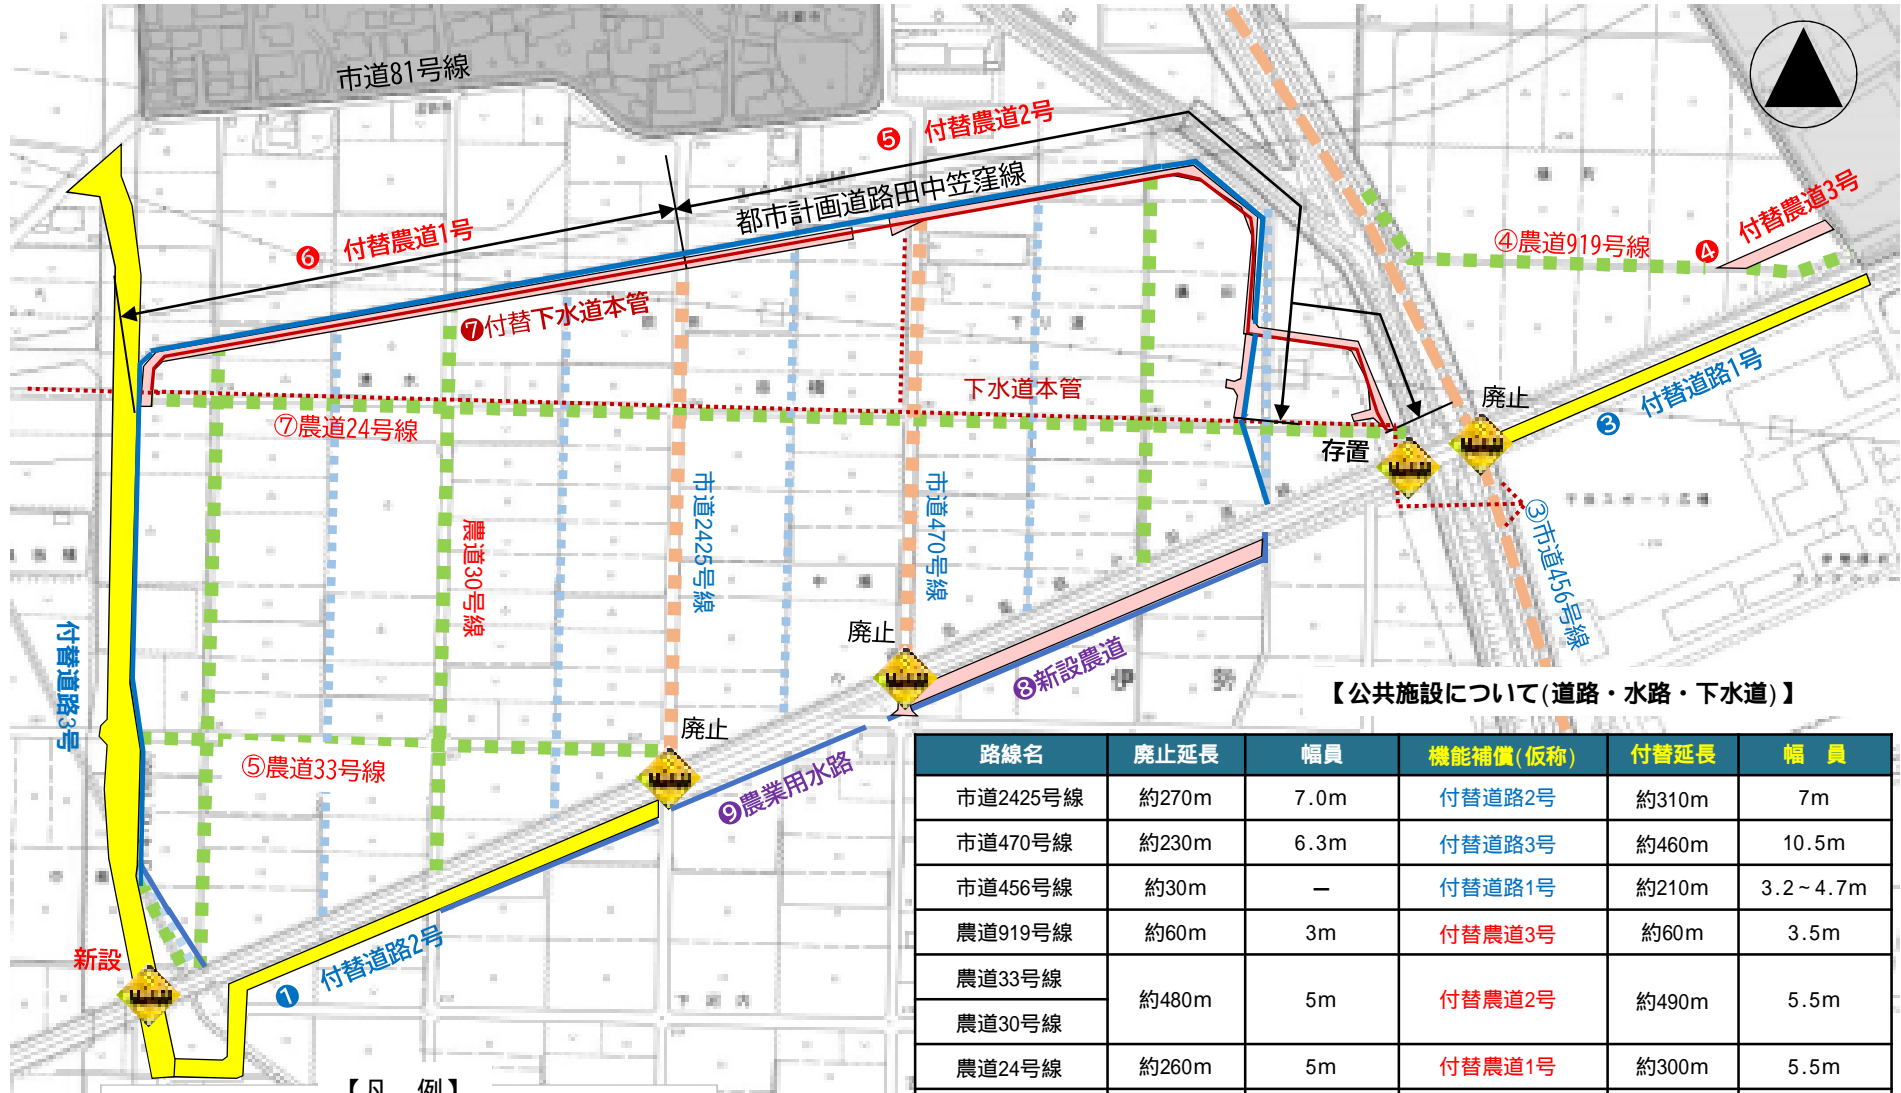 市道81号線
❺ 付替農道2号
都市計画道路田中笠窪線
❻ 付替農道1号
④農道919号線
❹ 付替農道3号
❼付替下水道本管
下水道本管
廃止
❸ 付替道路1号
⑦農道24号線
存置
市道2425号線
市道470号線
農道30号線
③市道456号線
付替道路3号
廃止
❽新設農道
伊 勢
廃止
⑤農道33号線
❾農業用水路
新設
❶ 付替道路2号
【凡 例】
【公共施設について(道路・水路・下水道)】
路線名 廃止延長 幅員 機能補償(仮称) 付替延長 幅 員
市道2425号線 約270m 7.0m 付替道路2号 約310m 7m
市道470号線 約230m 6.3m 付替道路3号 約460m 10.5m
市道456号線 約30m － 付替道路1号 約210m 3.2~4.7m
農道919号線 約60m 3m 付替農道3号 約60m 3.5m
農道33号線
約480m 5m 付替農道2号 約490m 5.5m
農道30号線
農道24号線 約260m 5m 付替農道1号 約300m 5.5m